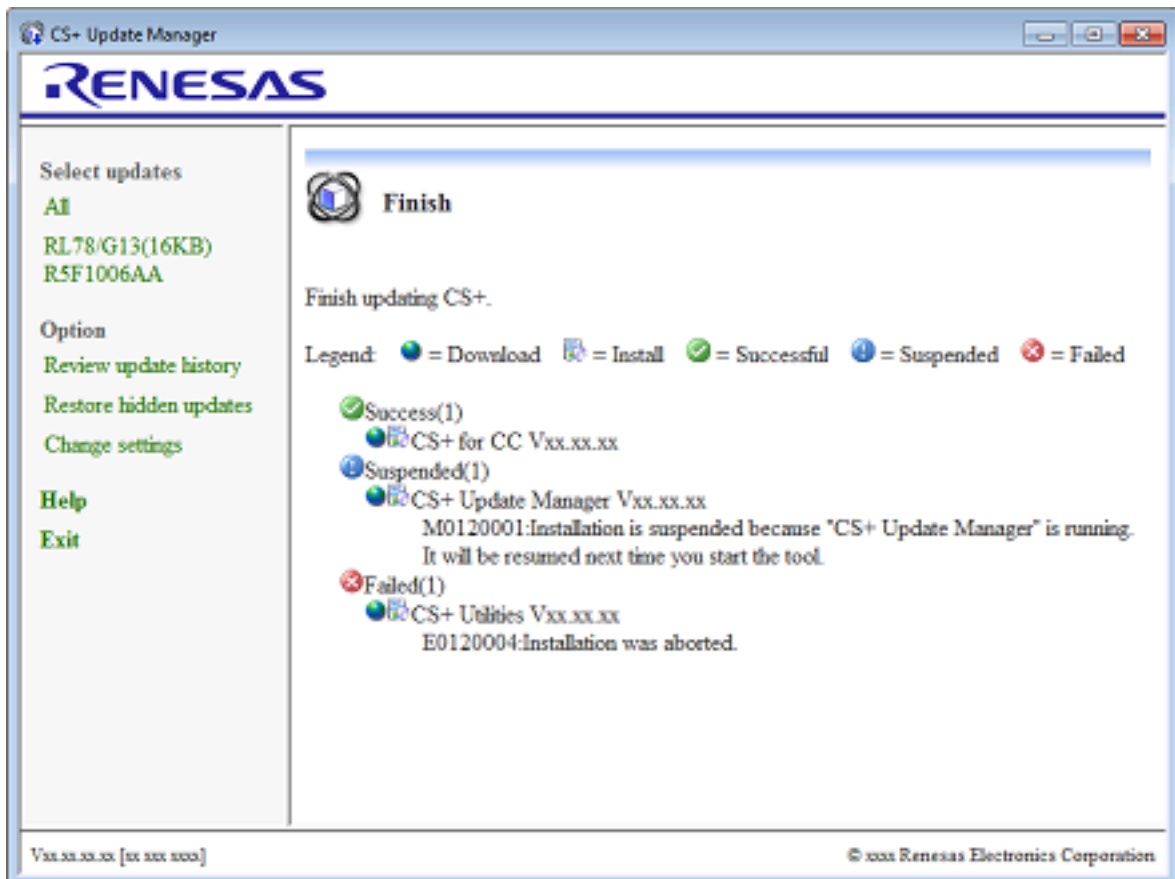 CS+ Update Manager
RENESAS
Select updates
All
RL78/G13(16KB)
R5F1006AA
Option
Review update history
Restore hidden updates
Change settings
Help
Exit
Finish
Finish updating CS+.
Legend: = Download = Install = Successful = Suspended = Failed
Success(1)
CS+ for CC Vxx.xx.xx
Suspended(1)
CS+ Update Manager Vxx.xx.xx
M0120001:Installation is suspended because "CS+ Update Manager" is running.
It will be resumed next time you start the tool.
Failed(1)
CS+ Utilities Vxx.xx.xx
E0120004:Installation was aborted.
Vxx.xx.xx.xx [xx xxx xxxx]
© xxxx Renesas Electronics Corporation